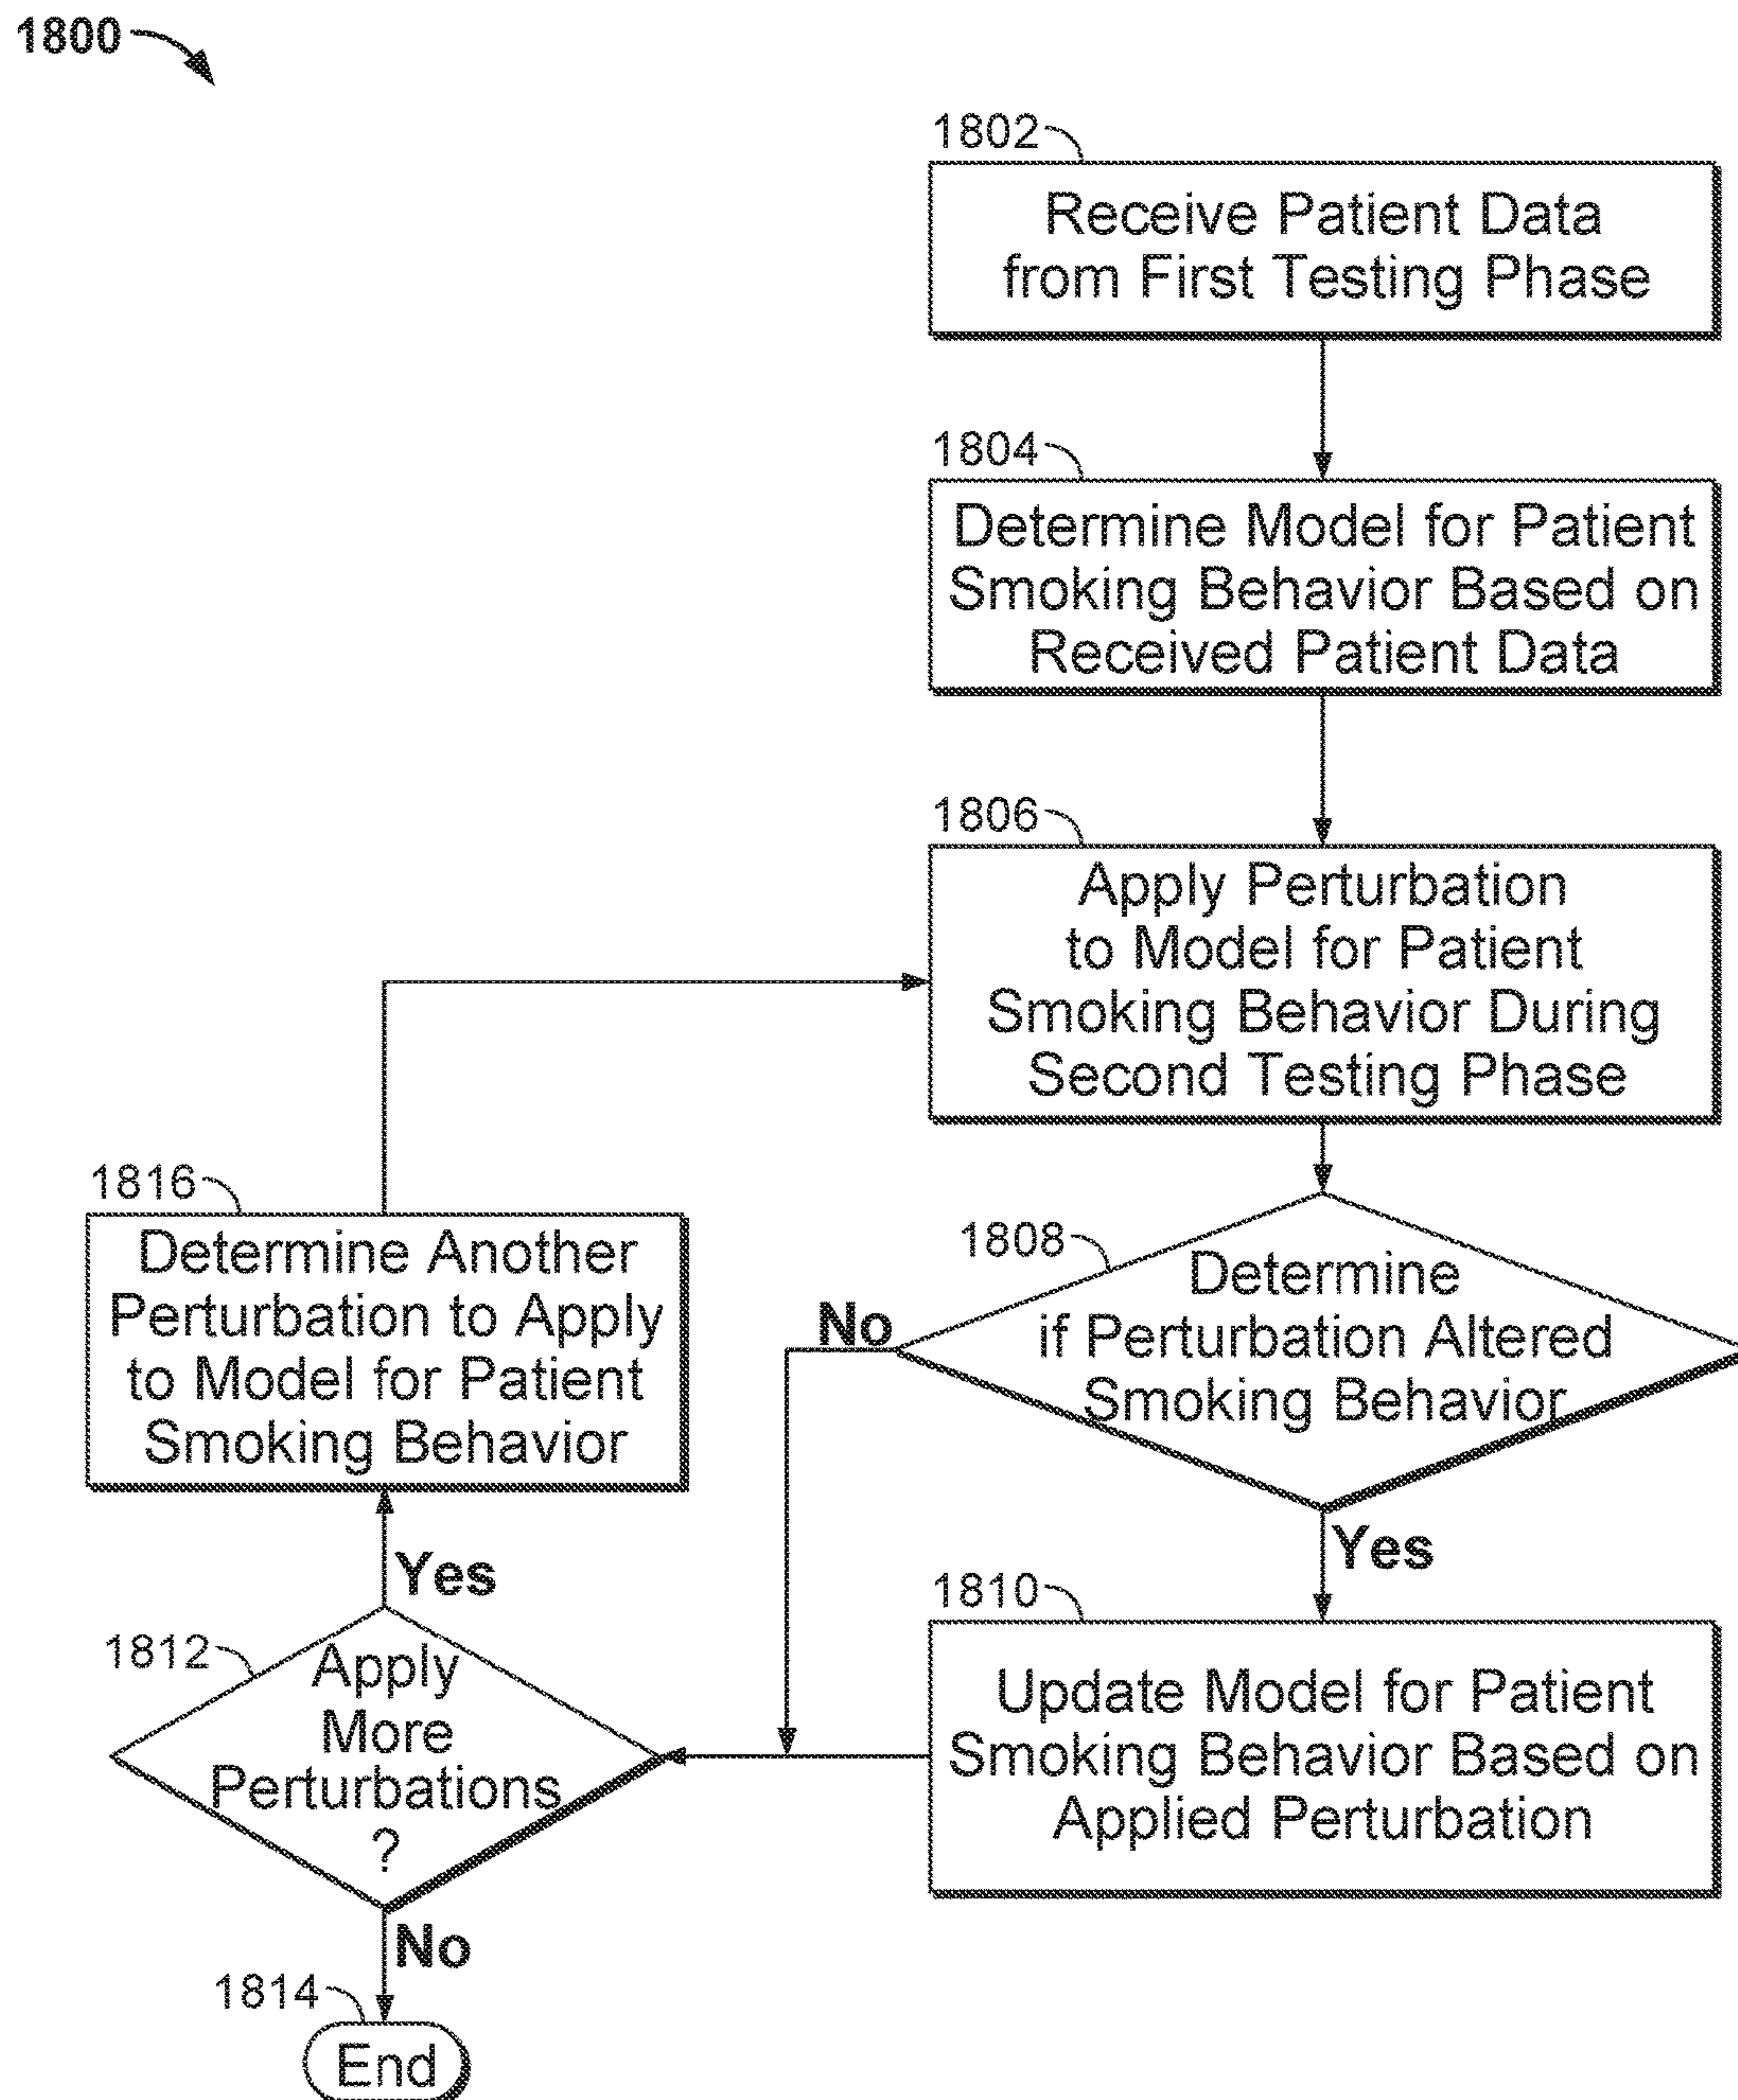 1800
1802
Receive Patient Data
from First Testing Phase
1804
Determine Model for Patient
Smoking Behavior Based on
Received Patient Data
1806
Apply Perturbation
to Model for Patient
Smoking Behavior During
Second Testing Phase
1816
Determine Another
Perturbation to Apply
to Model for Patient
Smoking Behavior
1808
Determine
if Perturbation Altered
Smoking Behavior
No
Yes
1810
Update Model for Patient
Smoking Behavior Based on
Applied Perturbation
Yes
1812
Apply
More
Perturbations
?
No
1814
End